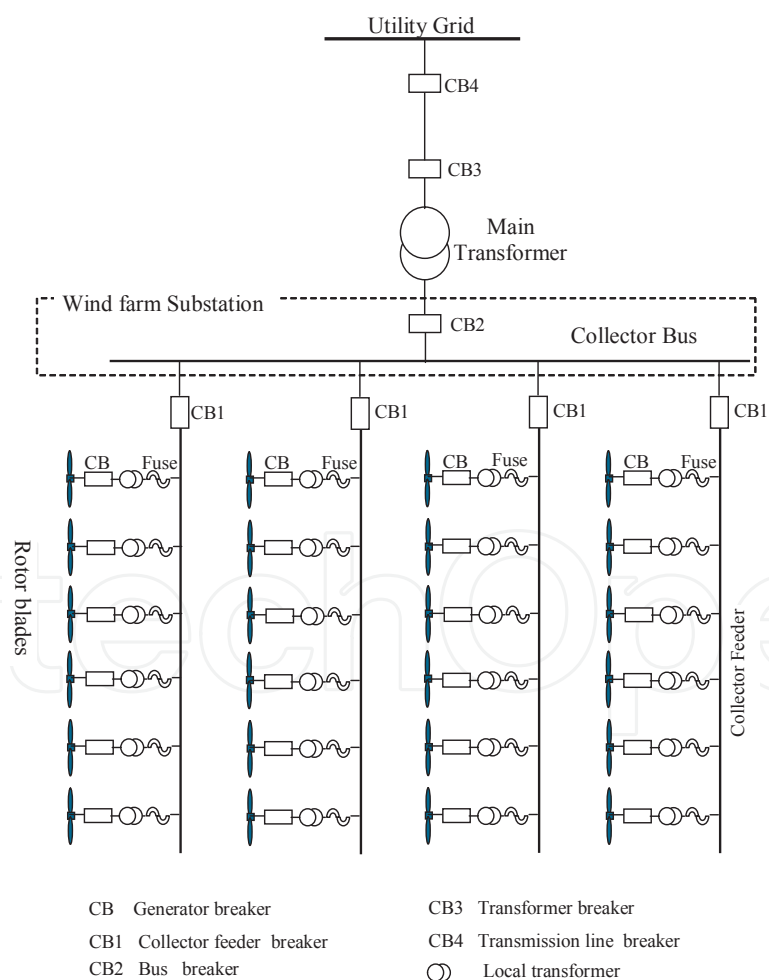 Utility Grid
CB4
CB3
Main
Transformer
Wind farm Substation
CB2
Collector Bus
CB1
CB1
CB1
CB1
CB
Fuse
CB
Fuse
CB
Fuse
CB
Fuse
Rotor blades
Collector Feeder
CB Generator breaker
CB1 Collector feeder breaker
CB2 Bus breaker
CB3 Transformer breaker
CB4 Transmission line breaker
Local transformer